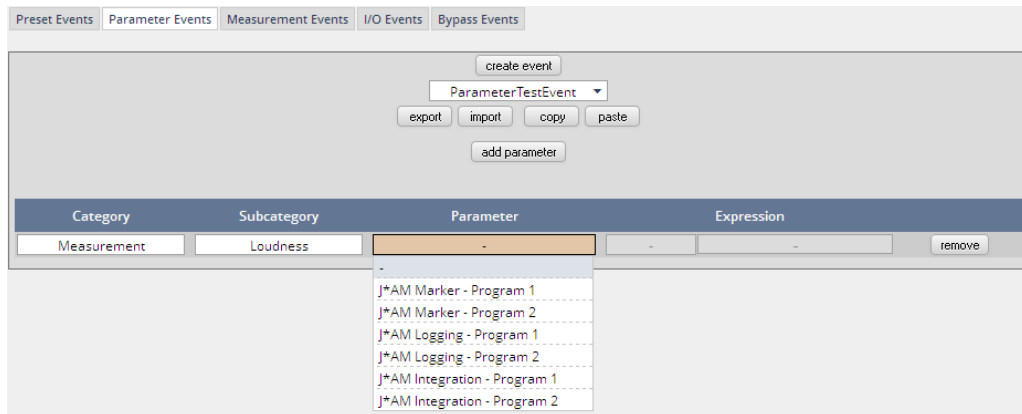 Preset Events Parameter Events Measurement Events I/O Events Bypass Events
create event
ParameterTestEvent
export import copy paste
add parameter
Category Subcategory Parameter Expression
Measurement Loudness - - - remove
-
J*AM Marker - Program 1
J*AM Marker - Program 2
J*AM Logging - Program 1
J*AM Logging - Program 2
J*AM Integration - Program 1
J*AM Integration - Program 2